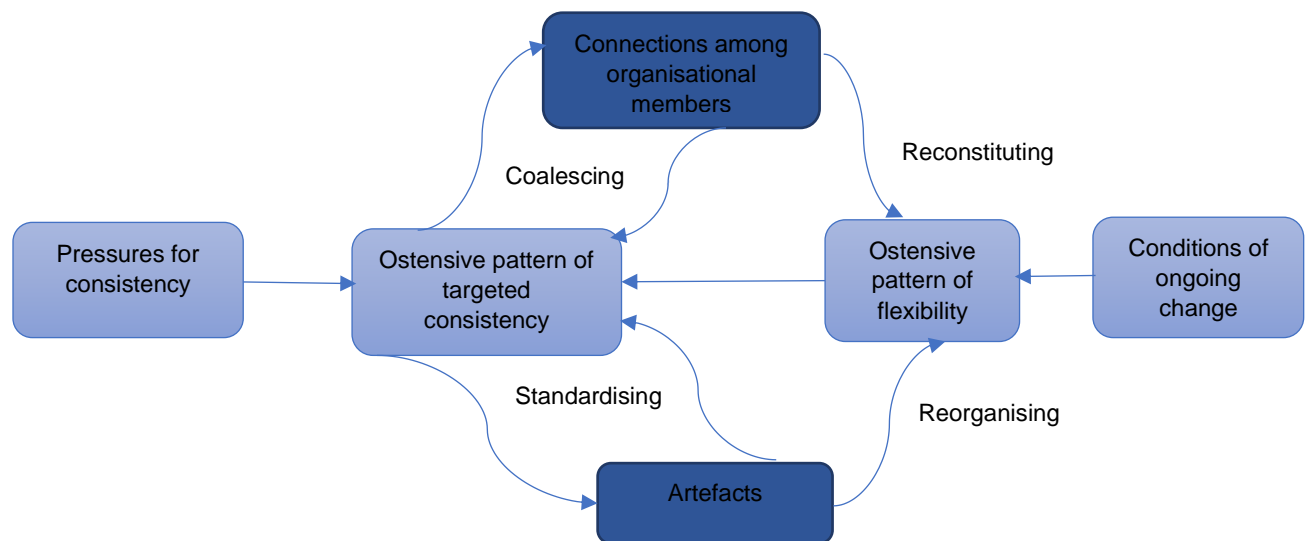 Connections among
organisational
members
Reconstituting
Coalescing
Pressures for
consistency
Ostensive pattern of
targeted
consistency
Ostensive
pattern of
flexibility
Conditions of
ongoing
change
Standardising
Reorganising
Artefacts